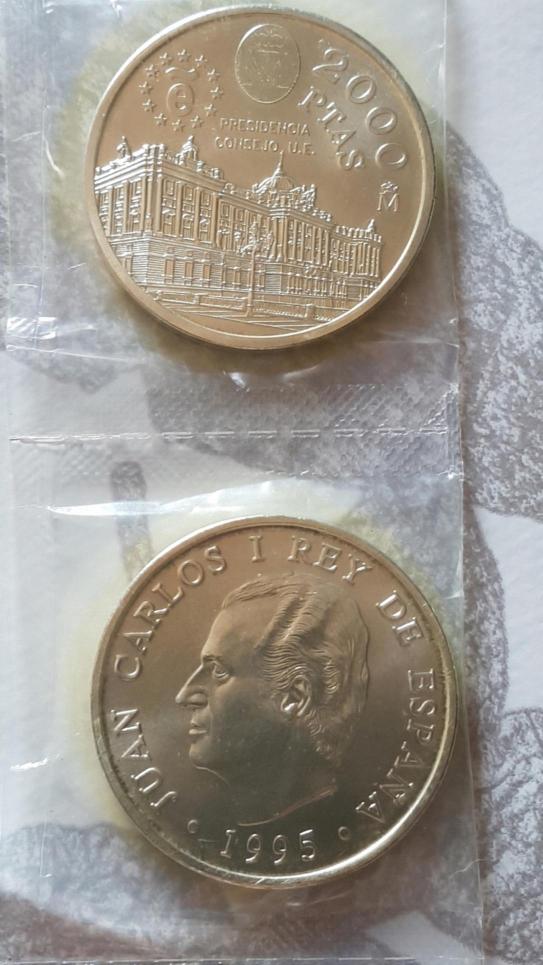 2000
PTAS
PRESIDENCIA
CONSEJO, U.E.
M
JUAN CARLOS I REY DE ESPAÑA
• 1995 •